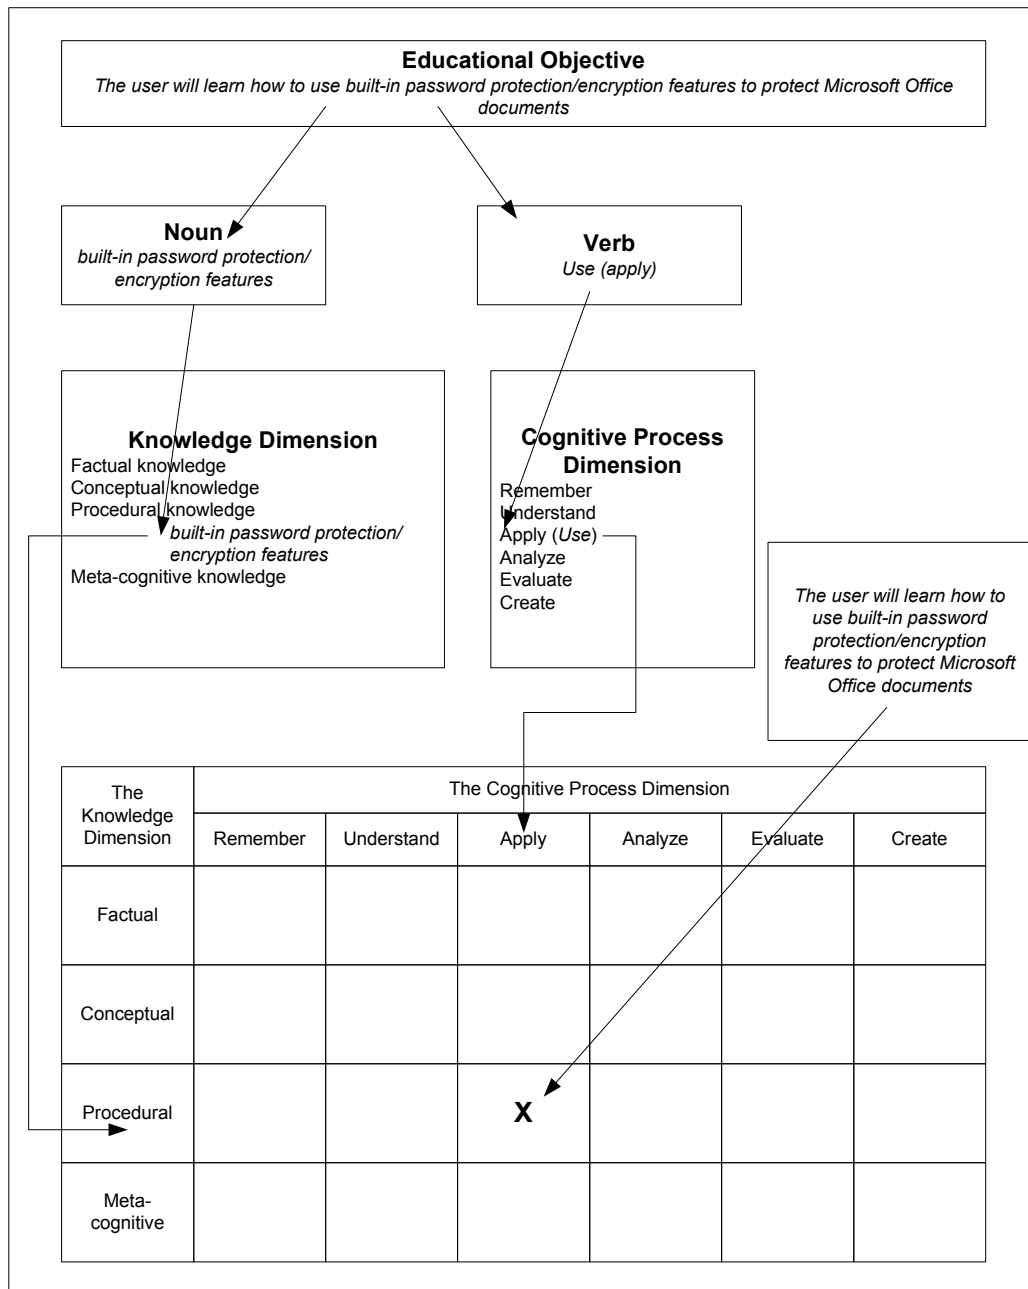 Educational Objective
The user will learn how to use built-in password protection/encryption features to protect Microsoft Office
documents
Noun
built-in password protection/
encryption features
Verb
Use (apply)
Knowledge Dimension
Factual knowledge
Conceptual knowledge
Procedural knowledge
built-in password protection/
encryption features
Meta-cognitive knowledge
Cognitive Process
Dimension
Remember
Understand
Apply (Use)
Analyze
Evaluate
Create
The user will learn how to
use built-in password
protection/encryption
features to protect Microsoft
Office documents
The
Knowledge
Dimension
The Cognitive Process Dimension
Remember
Understand
Apply
Analyze
Evaluate
Create
Factual
Conceptual
Procedural
X
Meta-
cognitive